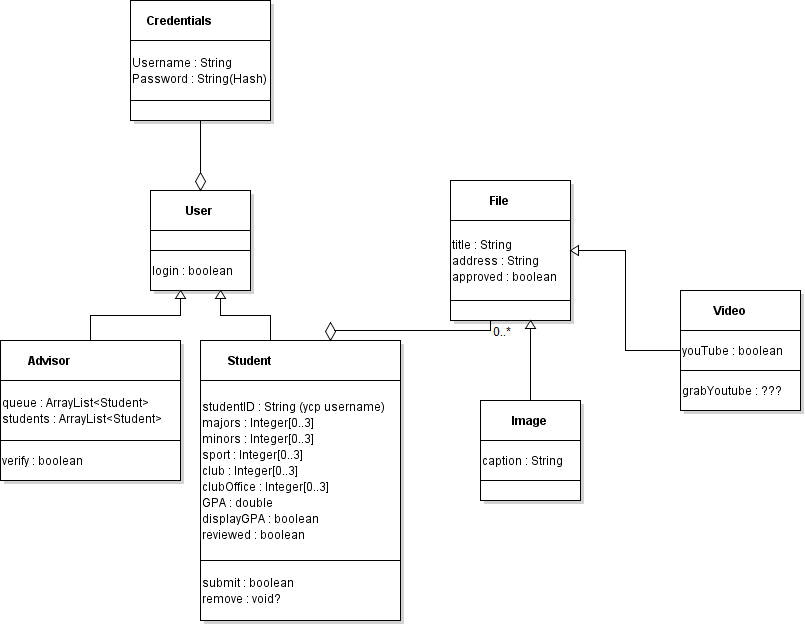 Credentials
Username : String
Password : String(Hash)
User
login : boolean
File
title : String
address : String
approved : boolean
0..*
Video
youTube : boolean
grabYoutube : ???
Advisor
queue : ArrayList<Student>
students : ArrayList<Student>
verify : boolean
Student
studentID : String (ycp username)
majors : Integer[0..3]
minors : Integer[0..3]
sport : Integer[0..3]
club : Integer[0..3]
clubOffice : Integer[0..3]
GPA : double
displayGPA : boolean
reviewed : boolean
submit : boolean
remove : void?
Image
caption : String